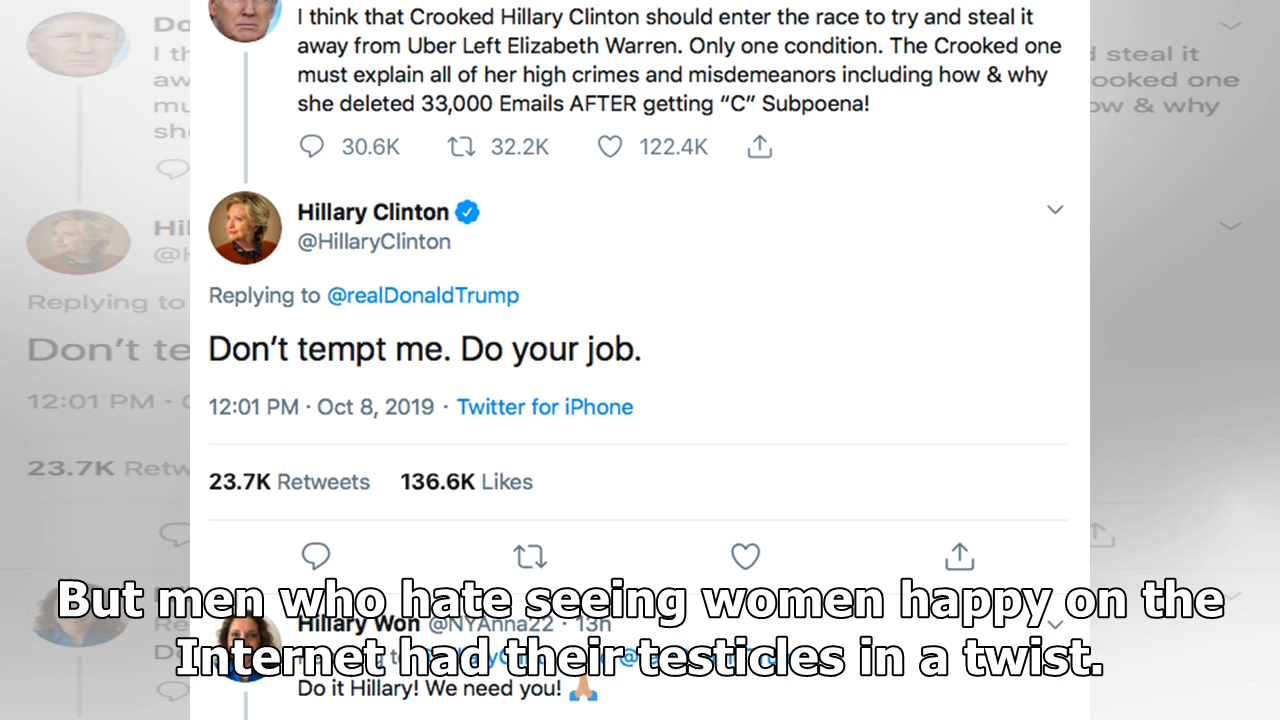 I think that Crooked Hillary Clinton should enter the race to try and steal it
away from Uber Left Elizabeth Warren. Only one condition. The Crooked one
must explain all of her high crimes and misdemeanors including how & why
she deleted 33,000 Emails AFTER getting “C” Subpoena!
30.6K 32.2K 122.4K
Hillary Clinton
@HillaryClinton
Replying to @realDonaldTrump
Don’t tempt me. Do your job.
12:01 PM · Oct 8, 2019 · Twitter for iPhone
23.7K Retweets 136.6K Likes
But men who hate seeing women happy on the
Internet had their testicles in a twist.
Hillary Won @NYAnna22 · 13h
Do it Hillary! We need you!